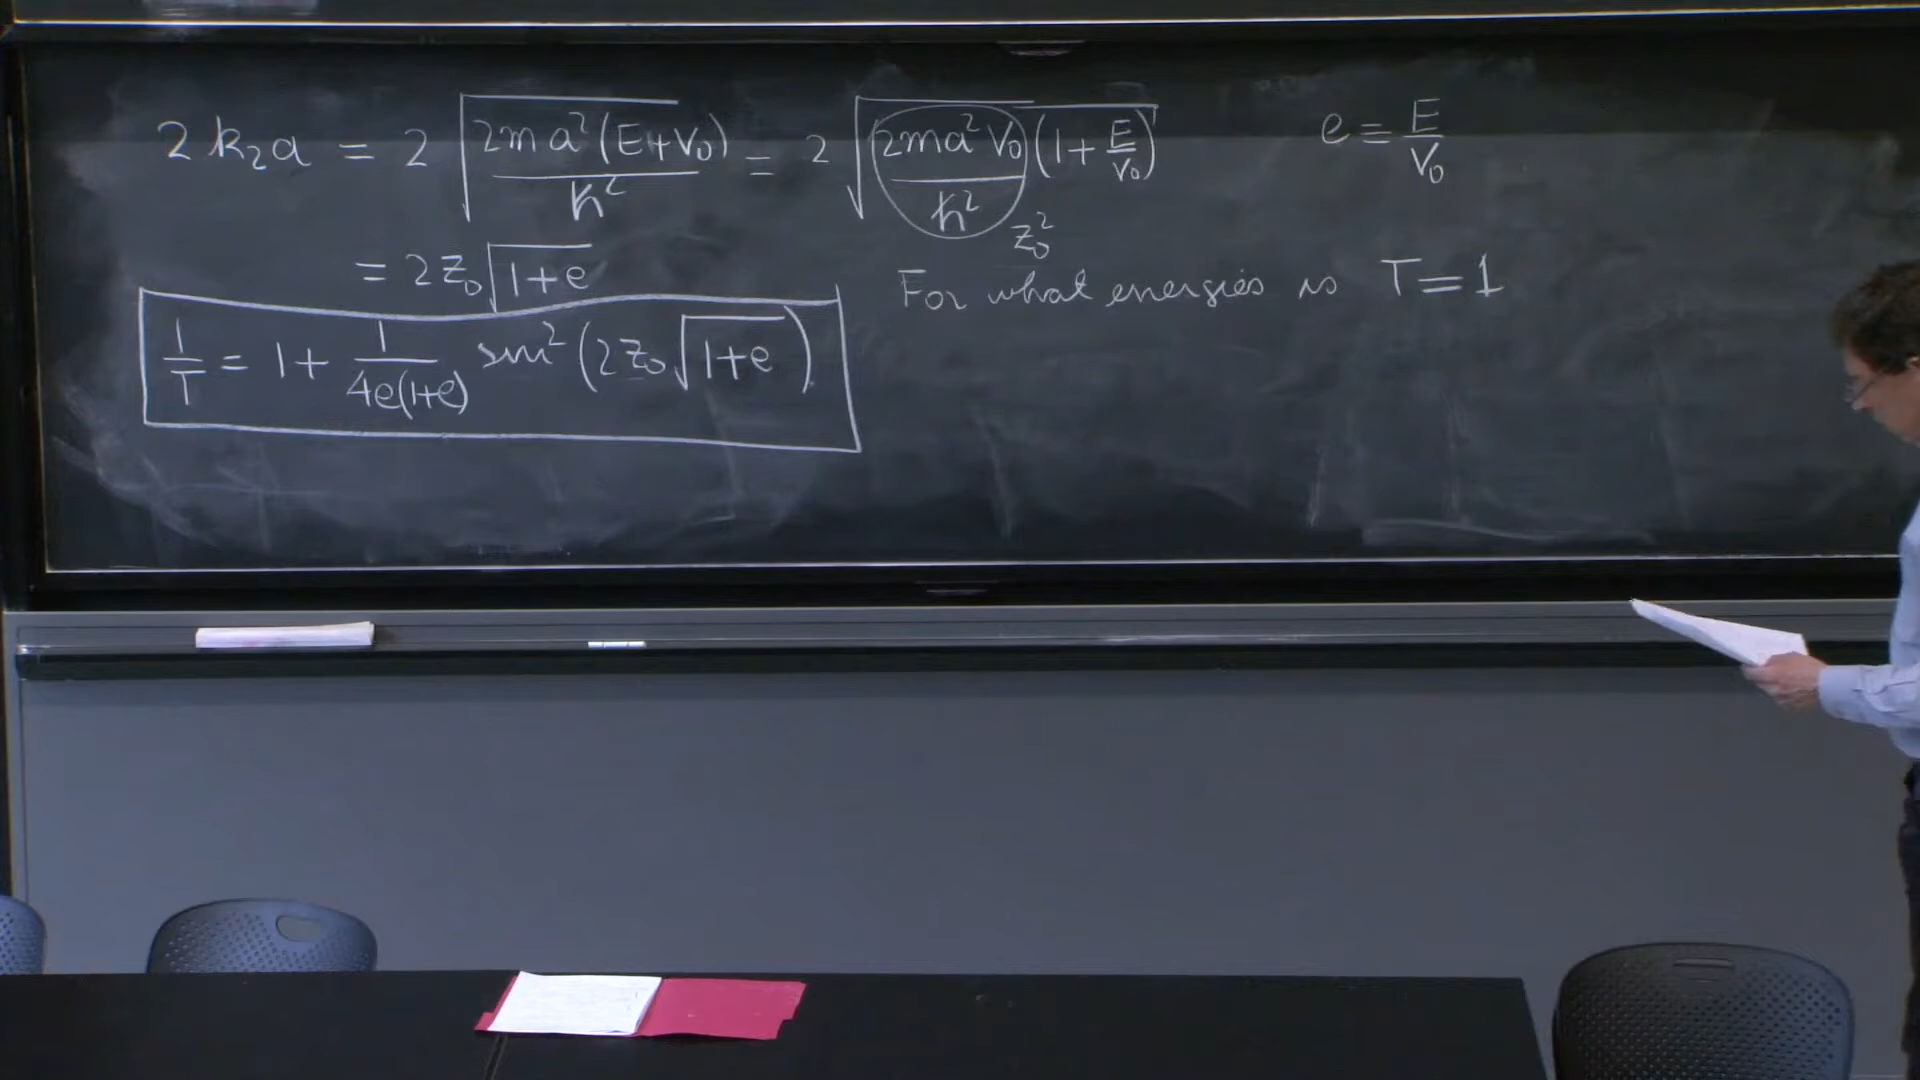 2k₂a = 2√(2ma²(E+V₀)/ħ²) = 2√((2ma²V₀/ħ²)(1+E/V₀)) e = E/V₀
z₀²
= 2z₀√(1+e)
For what energies is T=1
1/T = 1 + 1/(4e(1+e)) sin²(2z₀√(1+e))